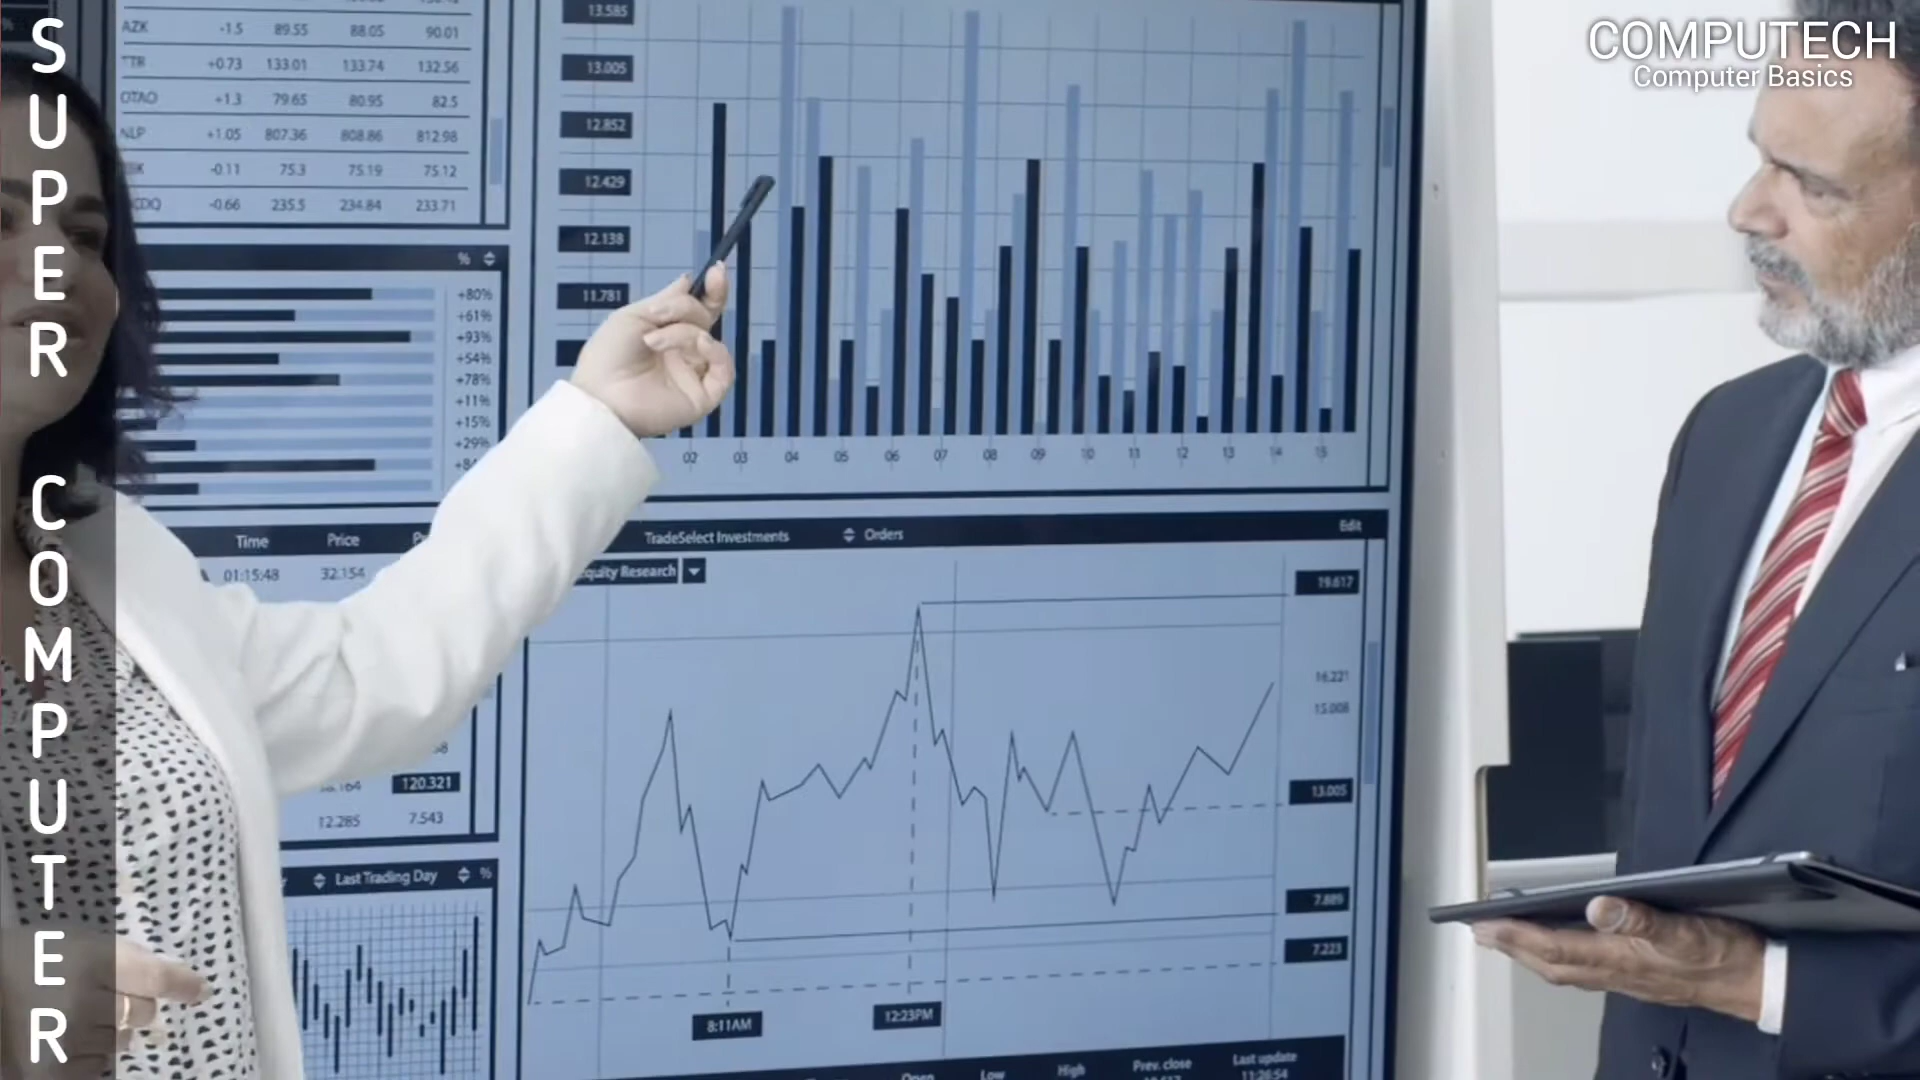 SUPER COMPUTER
COMPUTECH
Computer Basics
AZK -1.5 89.55 88.05 90.01
+0.73 133.01 133.74 132.56
OTAO +1.3 79.65 80.95 82.5
NLP +1.05 807.36 808.86 812.98
-0.11 75.3 75.19 75.12
-0.66 235.5 234.84 233.71
%
+80%
+61%
+93%
+54%
+78%
+11%
+15%
+29%
13.585
13.005
12.852
12.429
12.138
11.781
02 03 04 05 06 07 08 09 10 11 12 13 14 15
Time Price
01:15:48 32.154
120.321
12.285 7.543
Last Trading Day %
TradeSelect Investments Orders Edit
Equity Research
19.617
16.221
15.008
13.005
7.889
7.223
8:11AM 12:23PM
Open Low High Prev. close Last update
11:26:54